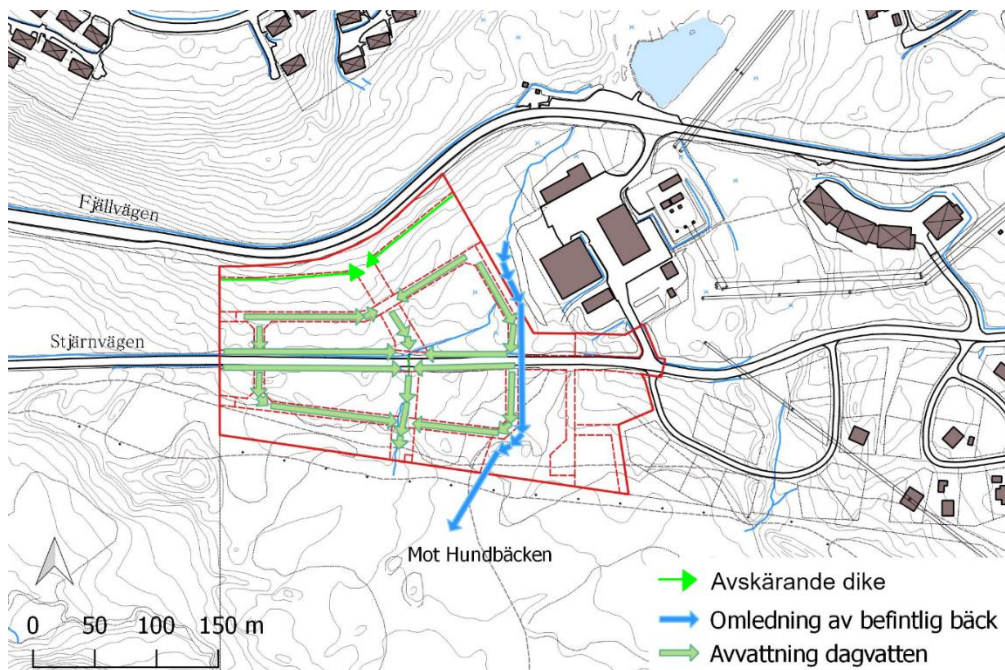 Fjällvägen
Stjärnvägen
Mot Hundbäcken
0 50 100 150 m
Avskärande dike
Omledning av befintlig bäck
Avvattning dagvatten